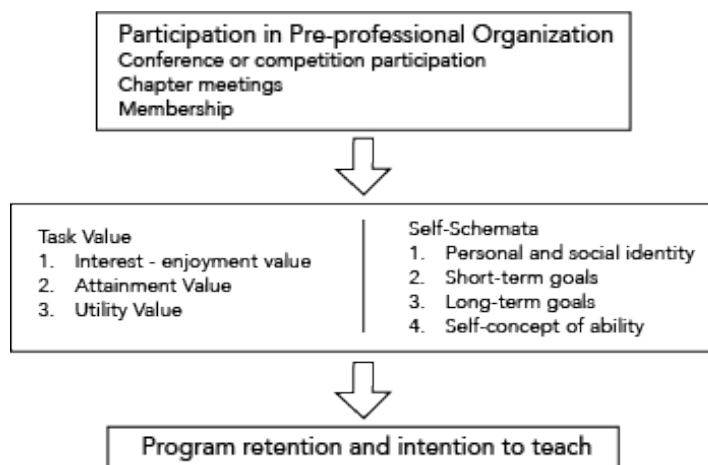 Participation in Pre-professional Organization
Conference or competition participation
Chapter meetings
Membership
Task Value
1. Interest - enjoyment value
2. Attainment Value
3. Utility Value
Self-Schemata
1. Personal and social identity
2. Short-term goals
3. Long-term goals
4. Self-concept of ability
Program retention and intention to teach